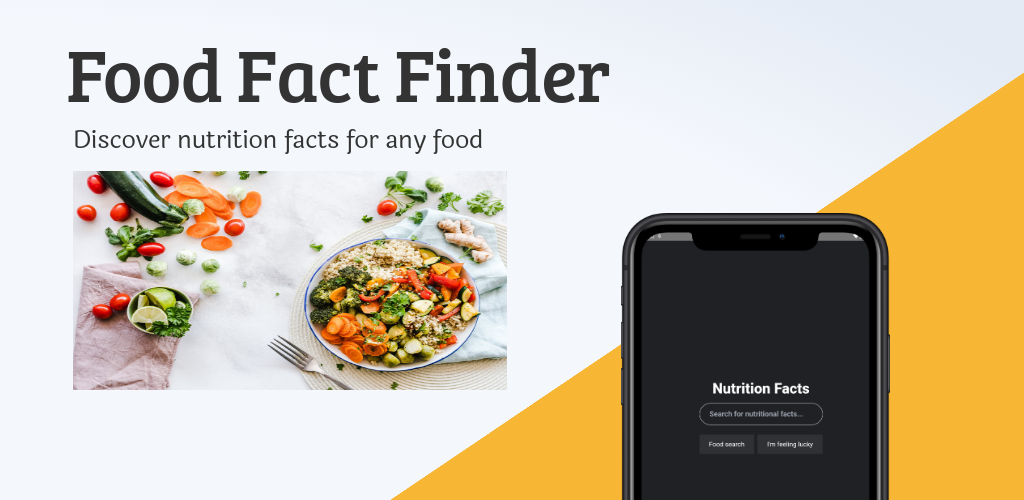 Food Fact Finder
Discover nutrition facts for any food
Nutrition Facts
Search for nutritional facts...
Food search
I'm feeling lucky